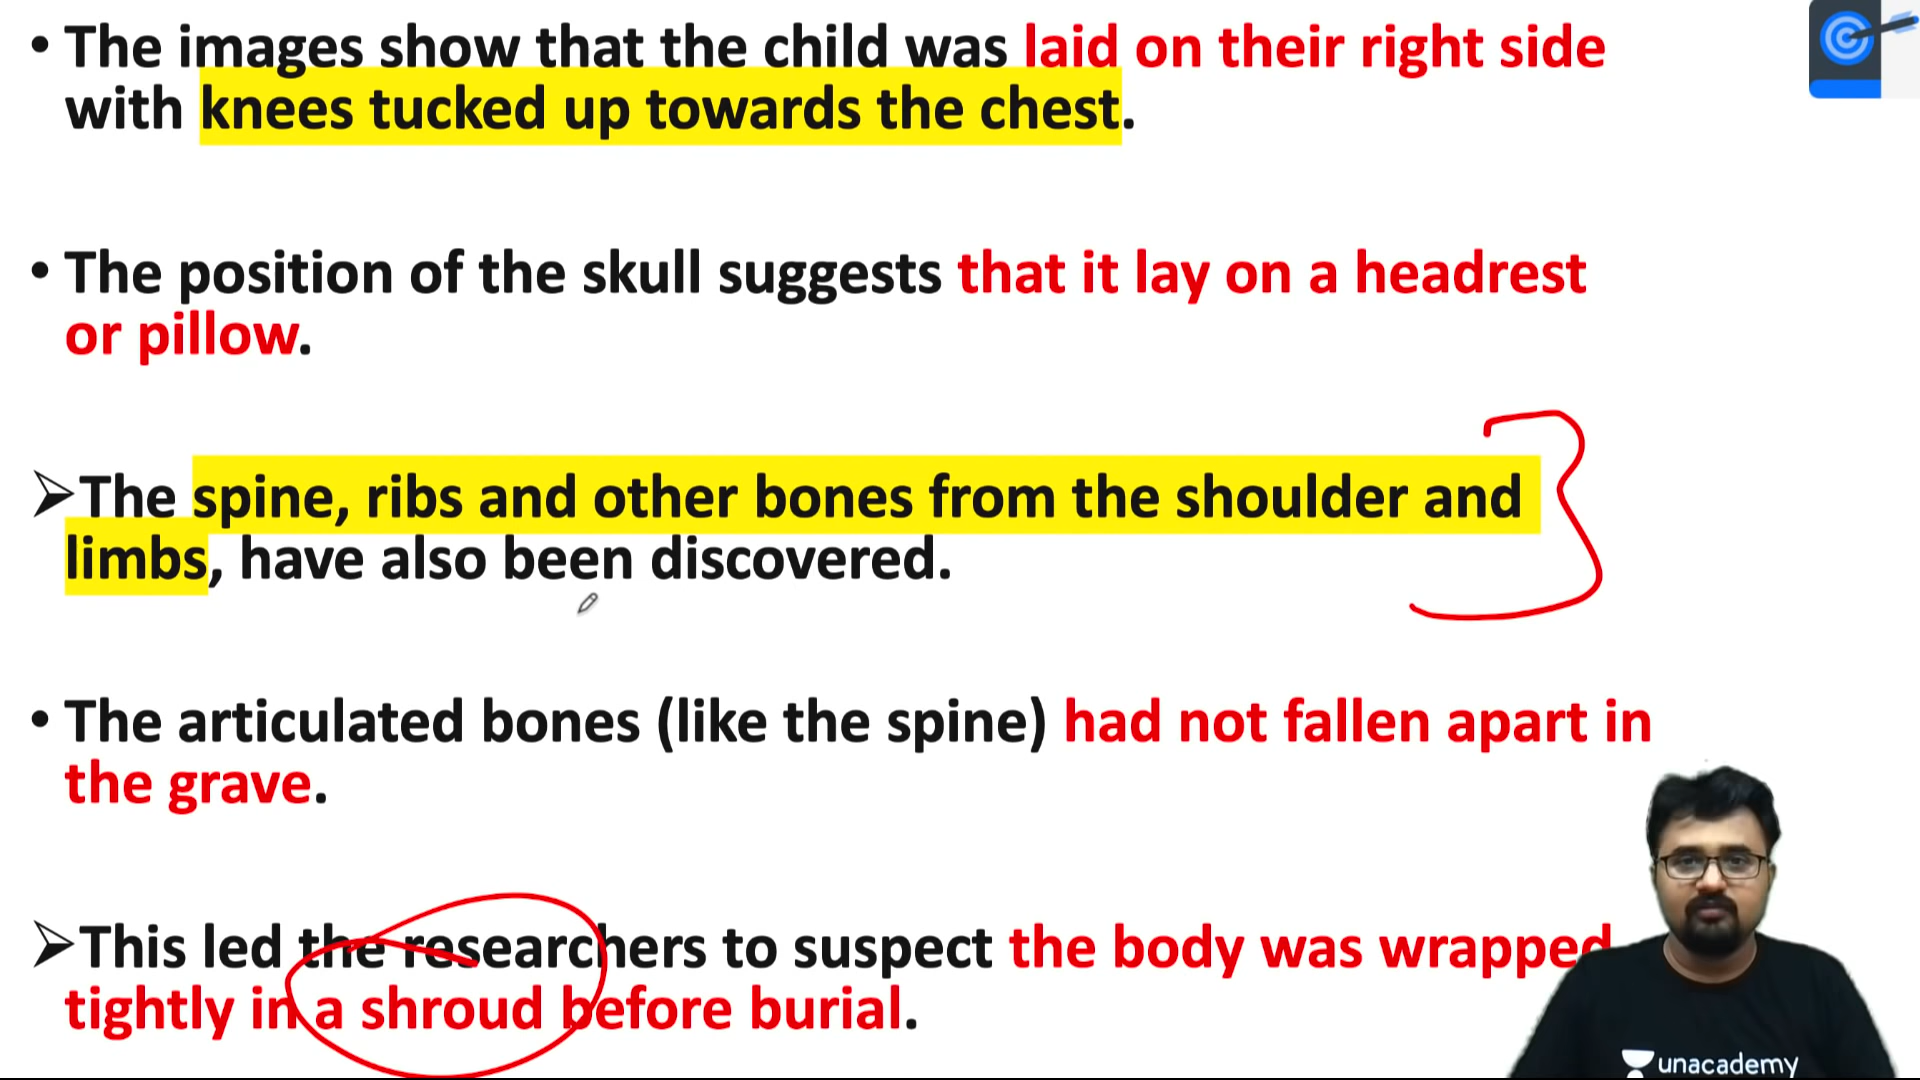 • The images show that the child was laid on their right side
with knees tucked up towards the chest.
• The position of the skull suggests that it lay on a headrest
or pillow.
➢The spine, ribs and other bones from the shoulder and
limbs, have also been discovered.
• The articulated bones (like the spine) had not fallen apart in
the grave.
➢This led the researchers to suspect the body was wrapped
tightly in a shroud before burial.
unacademy